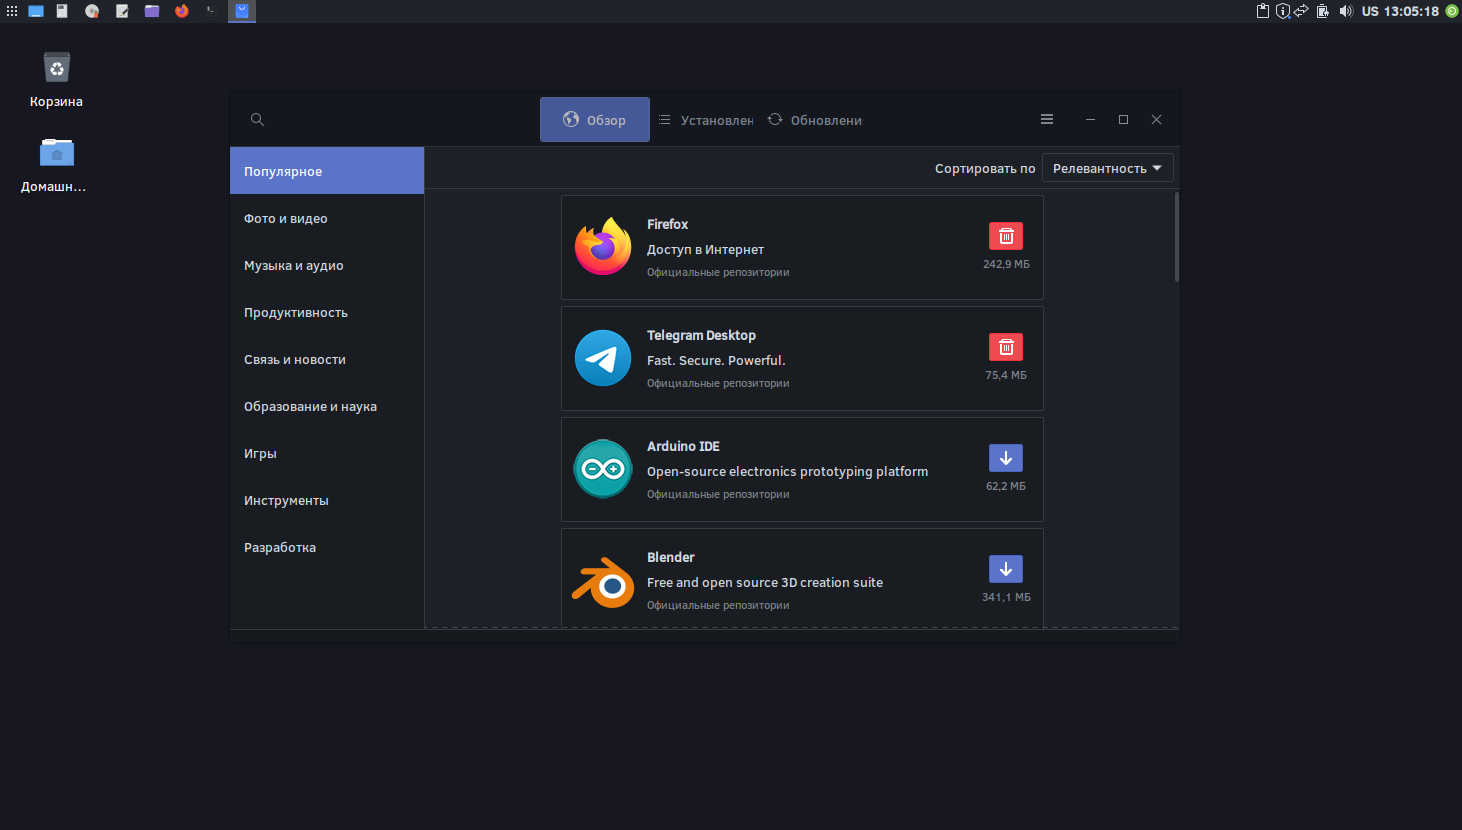 US 13:05:18
Корзина
Домашн...
Обзор
Установлен
Обновлени
Популярное
Фото и видео
Музыка и аудио
Продуктивность
Связь и новости
Образование и наука
Игры
Инструменты
Разработка
Сортировать по
Релевантность
Firefox
Доступ в Интернет
Официальные репозитории
242,9 МБ
Telegram Desktop
Fast. Secure. Powerful.
Официальные репозитории
75,4 МБ
Arduino IDE
Open-source electronics prototyping platform
Официальные репозитории
62,2 МБ
Blender
Free and open source 3D creation suite
Официальные репозитории
341,1 МБ